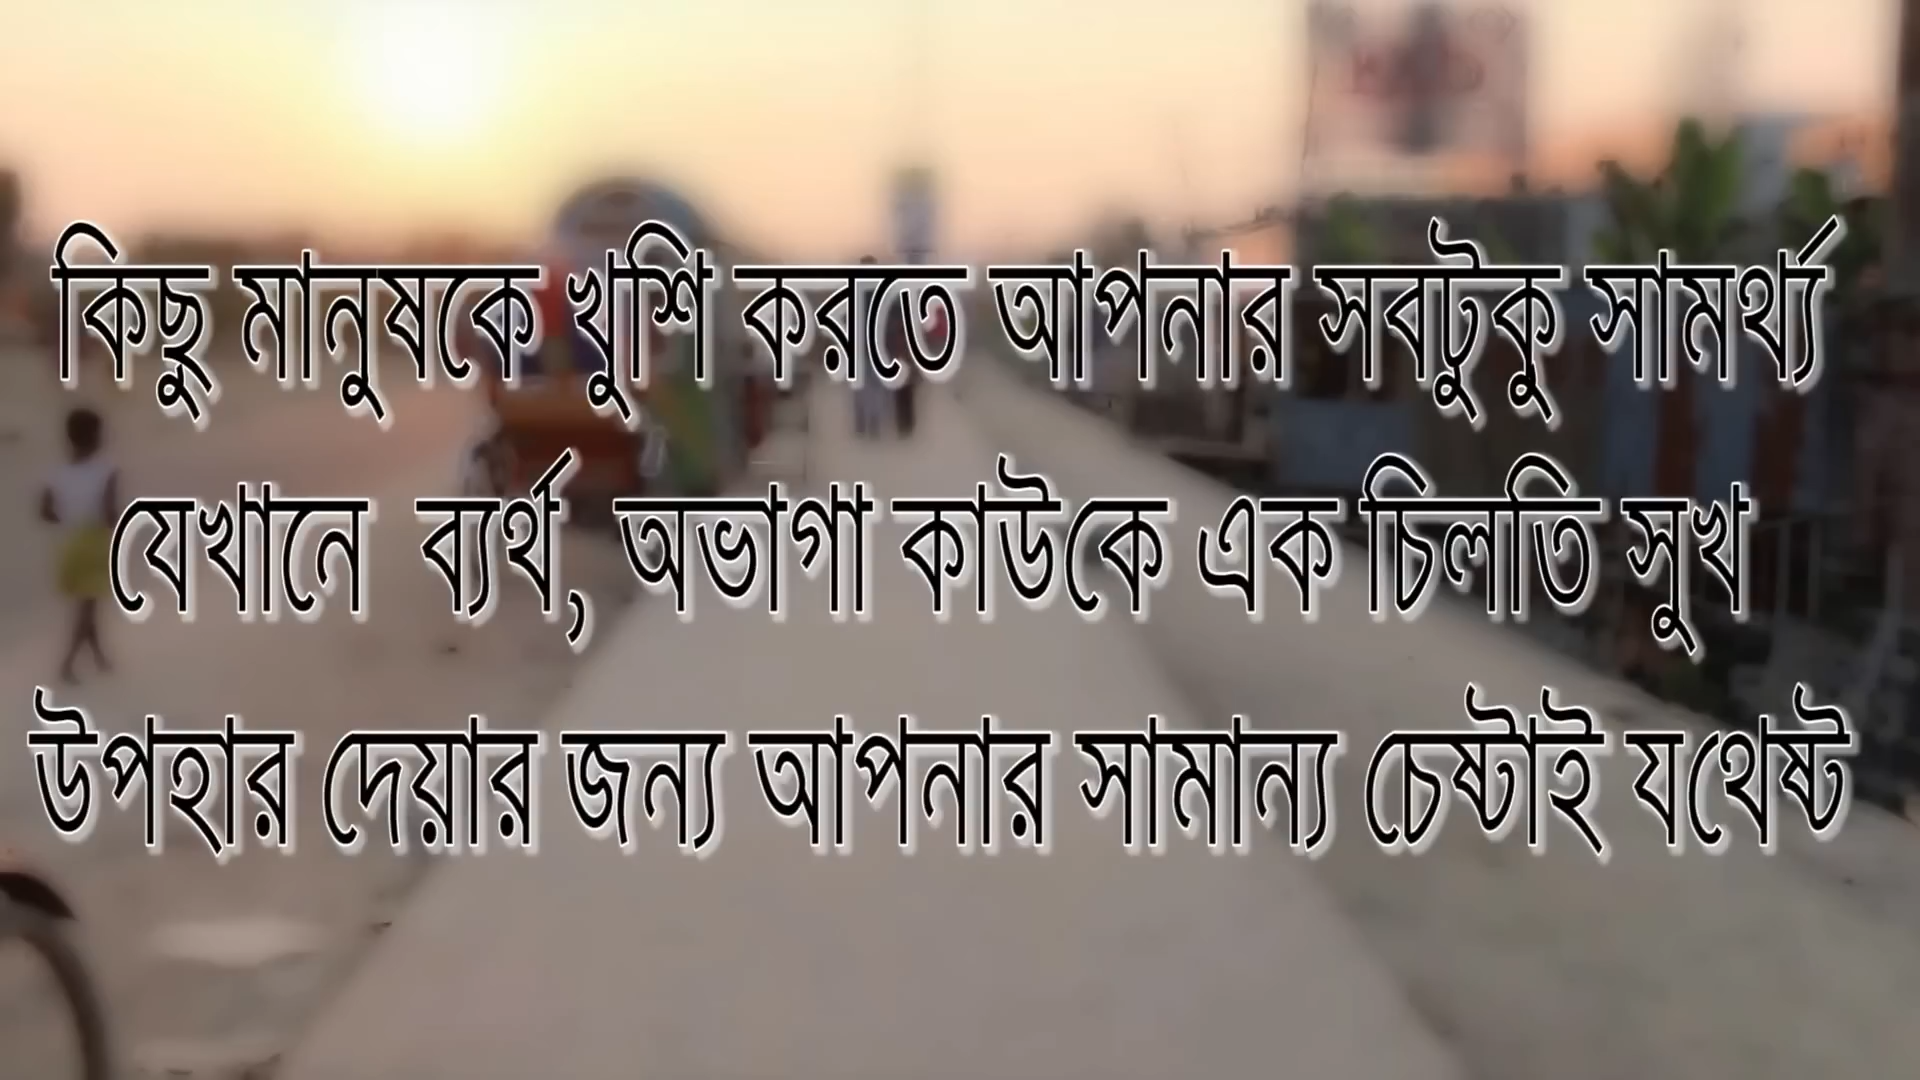 কিছু মানুষকে খুশি করতে আপনার সবটুকু সামর্থ্য
যেখানে ব্যর্থ, অভাগা কাউকে এক চিলতি সুখ
উপহার দেয়ার জন্য আপনার সামান্য চেষ্টাই যথেষ্ট